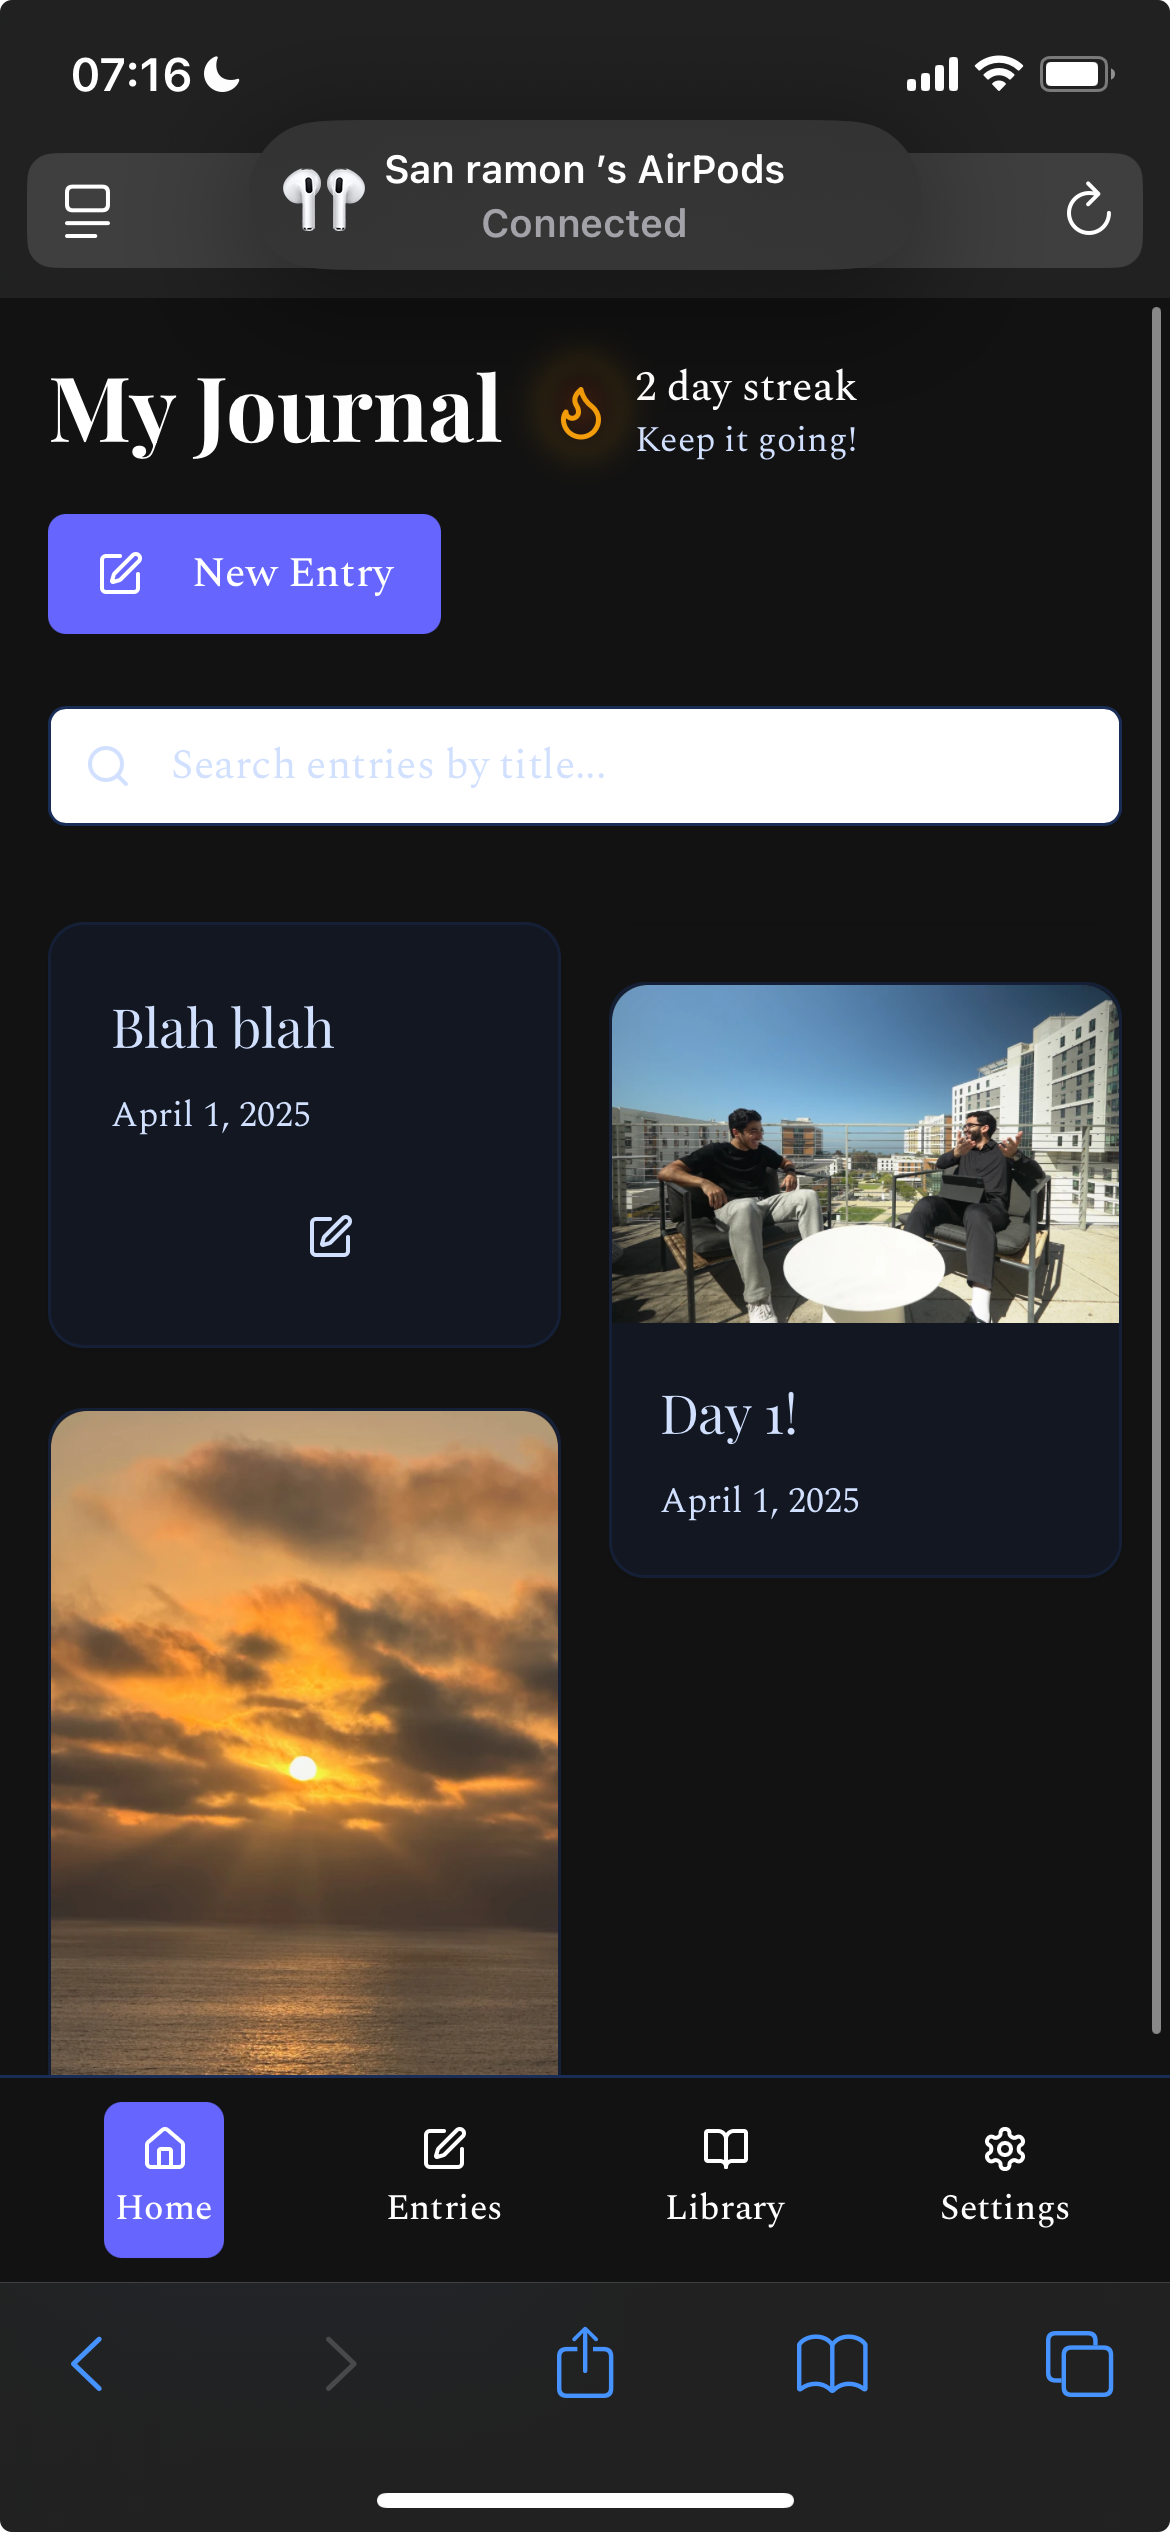 07:16
San ramon ’s AirPods
Connected
My Journal
2 day streak
Keep it going!
New Entry
Search entries by title...
Blah blah
April 1, 2025
Day 1!
April 1, 2025
Home
Entries
Library
Settings